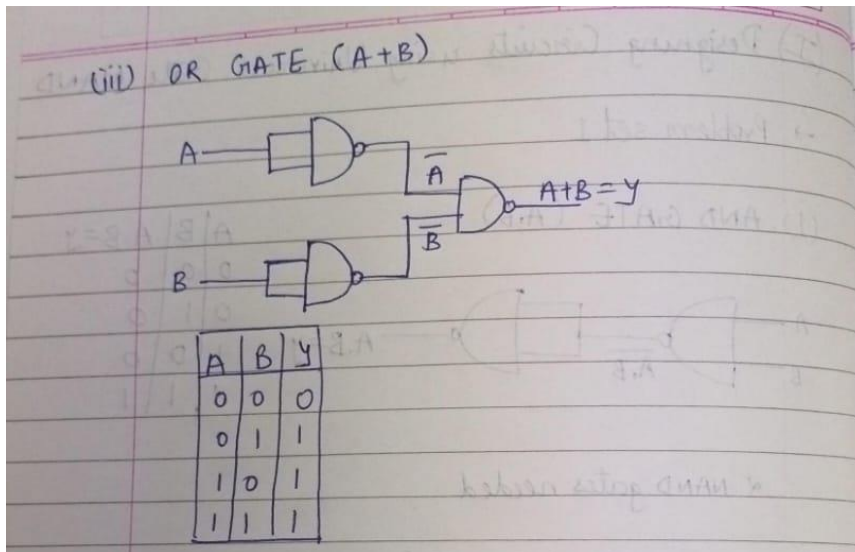 (iii) OR GATE (A+B)
A
A̅
A+B = Y
B̅
B
A B Y
0 0 0
0 1 1
1 0 1
1 1 1